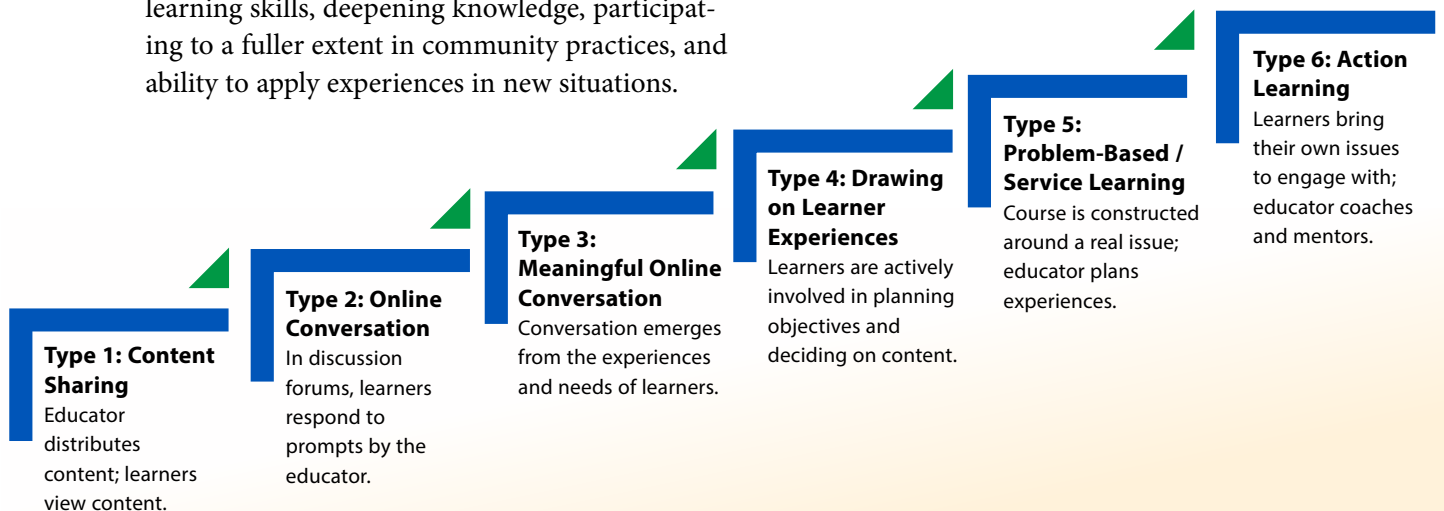 learning skills, deepening knowledge, participat-
ing to a fuller extent in community practices, and
ability to apply experiences in new situations.
Type 1: Content
Sharing
Educator
distributes
content; learners
view content.
Type 2: Online
Conversation
In discussion
forums, learners
respond to
prompts by the
educator.
Type 3:
Meaningful Online
Conversation
Conversation emerges
from the experiences
and needs of learners.
Type 4: Drawing
on Learner
Experiences
Learners are actively
involved in planning
objectives and
deciding on content.
Type 5:
Problem-Based /
Service Learning
Course is constructed
around a real issue;
educator plans
experiences.
Type 6: Action
Learning
Learners bring
their own issues
to engage with;
educator coaches
and mentors.